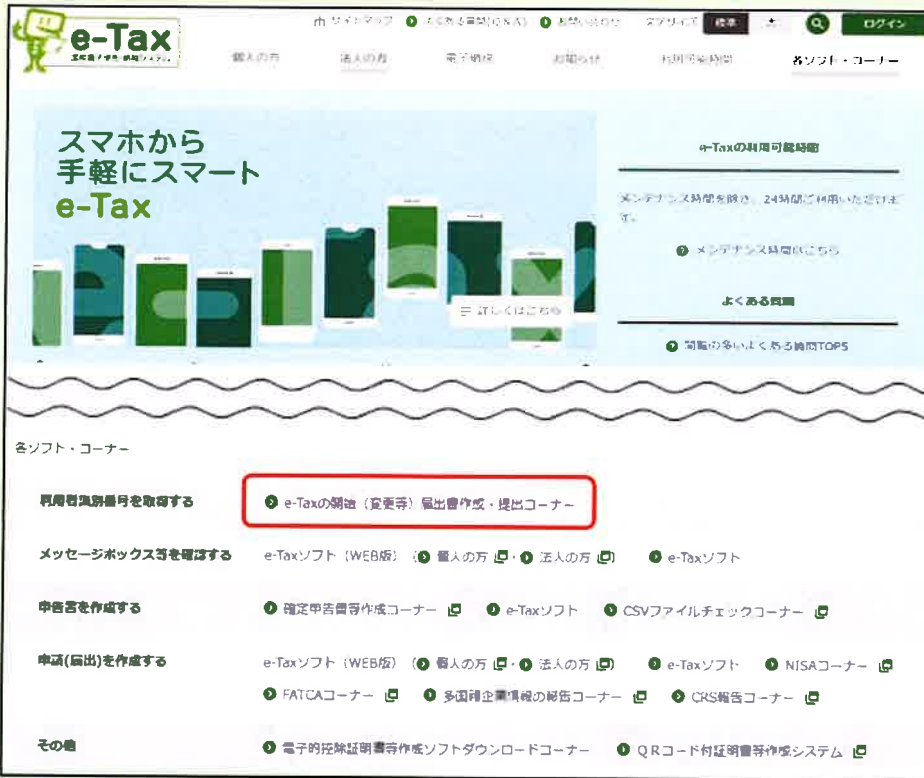 e-Tax
国税電子申告・納税システム
サイトマップ よくある質問(Q&A) お問い合わせ 文字サイズ 標準 大 ログイン
個人の方 法人の方 電子納税 お知らせ 利用可能時間 各ソフト・コーナー
スマホから
手軽にスマート
e-Tax
詳しくはこちら
e-Taxの利用可能時間
メンテナンス時間を除き、24時間ご利用いただけま
す。
メンテナンス時間はこちら
よくある質問
閲覧の多いよくある質問TOP5
各ソフト・コーナー
利用者識別番号を取得する e-Taxの開始(変更等)届出書作成・提出コーナー
メッセージボックス等を確認する e-Taxソフト(WEB版) (個人の方・法人の方) e-Taxソフト
申告書を作成する 確定申告書等作成コーナー e-Taxソフト CSVファイルチェックコーナー
申請(届出)を作成する e-Taxソフト(WEB版) (個人の方・法人の方) e-Taxソフト NISAコーナー
FATCAコーナー 多国籍企業情報の報告コーナー CRS報告コーナー
その他 電子的控除証明書等作成ソフトダウンロードコーナー QRコード付証明書等作成システム